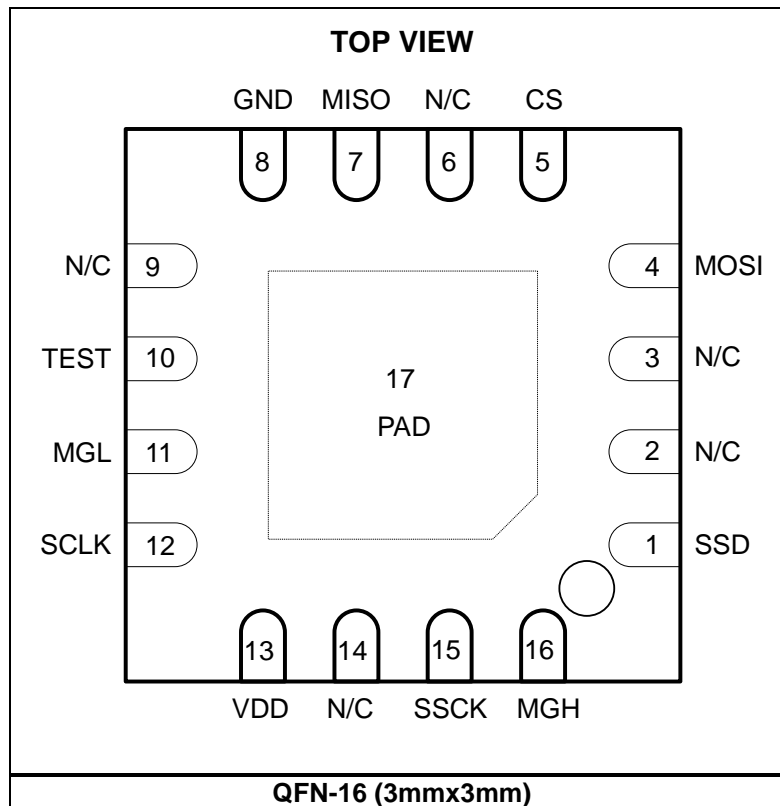 TOP VIEW
GND MISO N/C CS
8 7 6 5
N/C 9 4 MOSI
TEST 10 3 N/C
17
PAD
MGL 11 2 N/C
SCLK 12 1 SSD
13 14 15 16
VDD N/C SSCK MGH
QFN-16 (3mmx3mm)